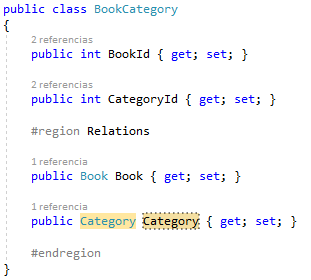 public class BookCategory
{
2 referencias
public int BookId { get; set; }
2 referencias
public int CategoryId { get; set; }
#region Relations
1 referencia
public Book Book { get; set; }
1 referencia
public Category Category { get; set; }
#endregion
}